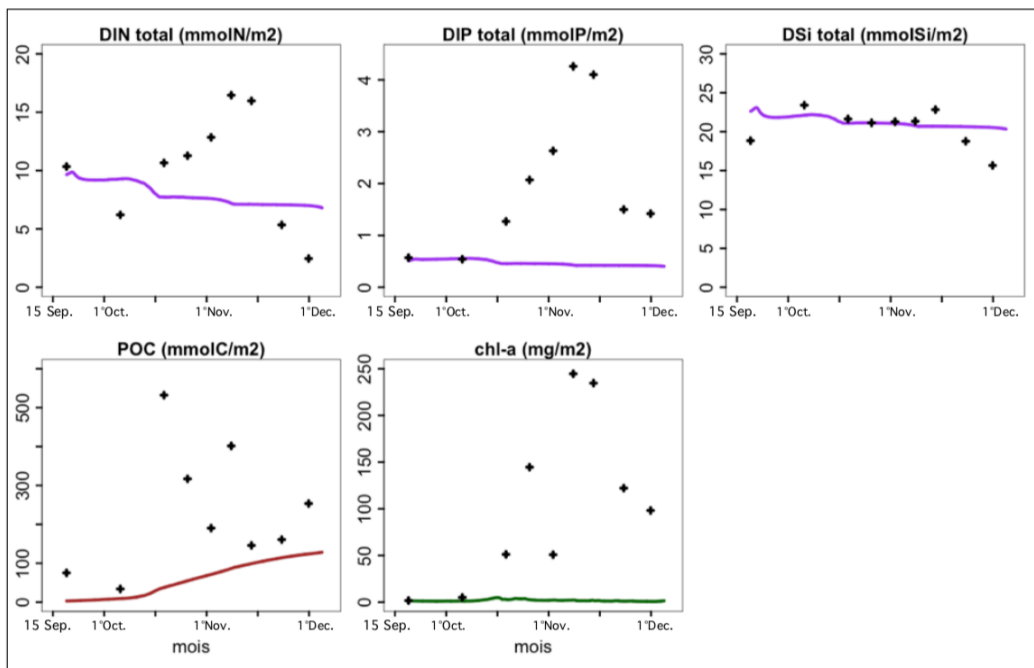 DIN total (mmolN/m2)
20
15
10
5
0
15 Sep. 1°Oct. 1°Nov. 1°Dec.
DIP total (mmolP/m2)
4
3
2
1
0
15 Sep. 1°Oct. 1°Nov. 1°Dec.
DSi total (mmolSi/m2)
30
25
20
15
10
5
0
15 Sep. 1°Oct. 1°Nov. 1°Dec.
POC (mmolC/m2)
500
300
100
0
15 Sep. 1°Oct. 1°Nov. 1°Dec.
mois
chl-a (mg/m2)
250
200
150
100
50
0
15 Sep. 1°Oct. 1°Nov. 1°Dec.
mois